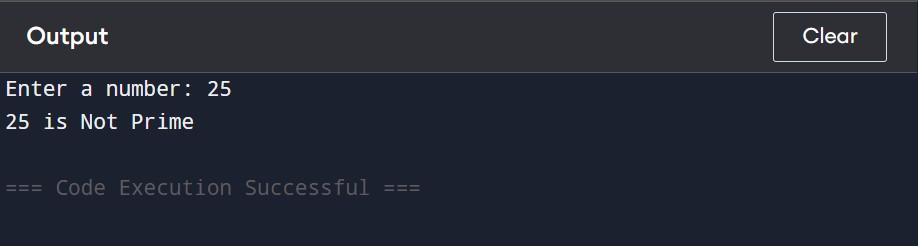 Output
Clear
Enter a number: 25
25 is Not Prime
=== Code Execution Successful ===